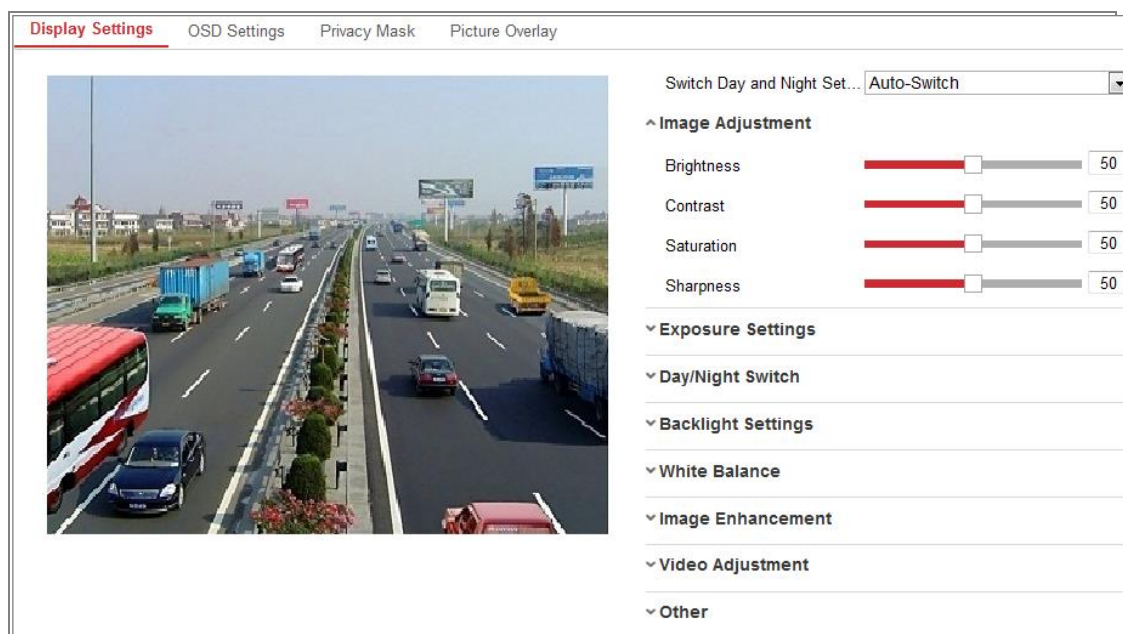 Display Settings OSD Settings Privacy Mask Picture Overlay
Switch Day and Night Set... Auto-Switch
Image Adjustment
Brightness 50
Contrast 50
Saturation 50
Sharpness 50
Exposure Settings
Day/Night Switch
Backlight Settings
White Balance
Image Enhancement
Video Adjustment
Other